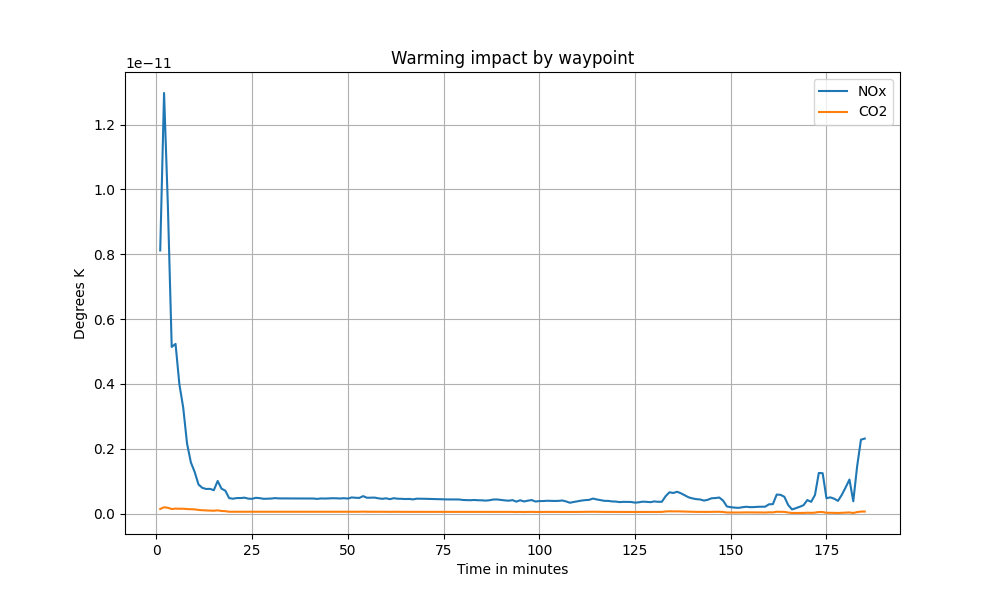 Warming impact by waypoint
1e−11
NOx
CO2
1.2
1.0
0.8
0.6
0.4
0.2
0.0
Degrees K
0 25 50 75 100 125 150 175
Time in minutes